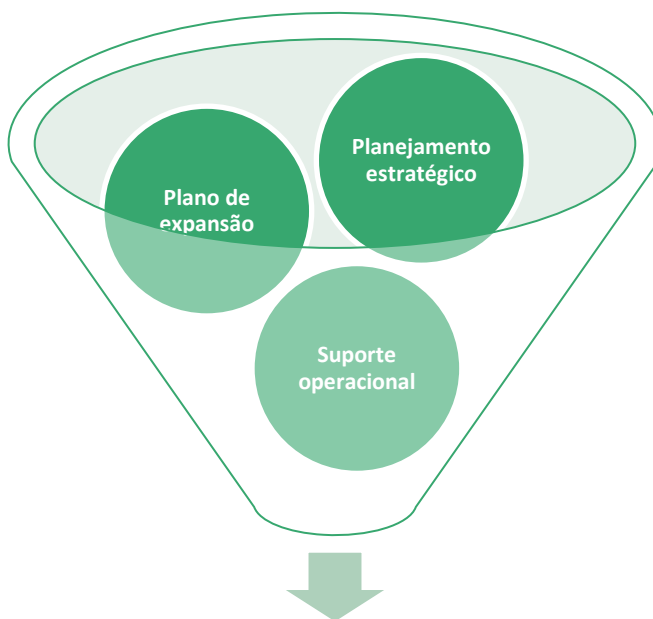 Planejamento
estratégico
Plano de
expansão
Suporte
operacional